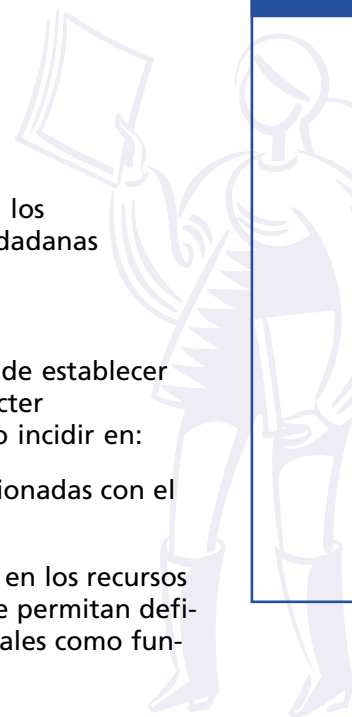 los
dadanas
de establecer
cter
o incidir en:
ionadas con el
en los recursos
e permitan defi-
ales como fun-